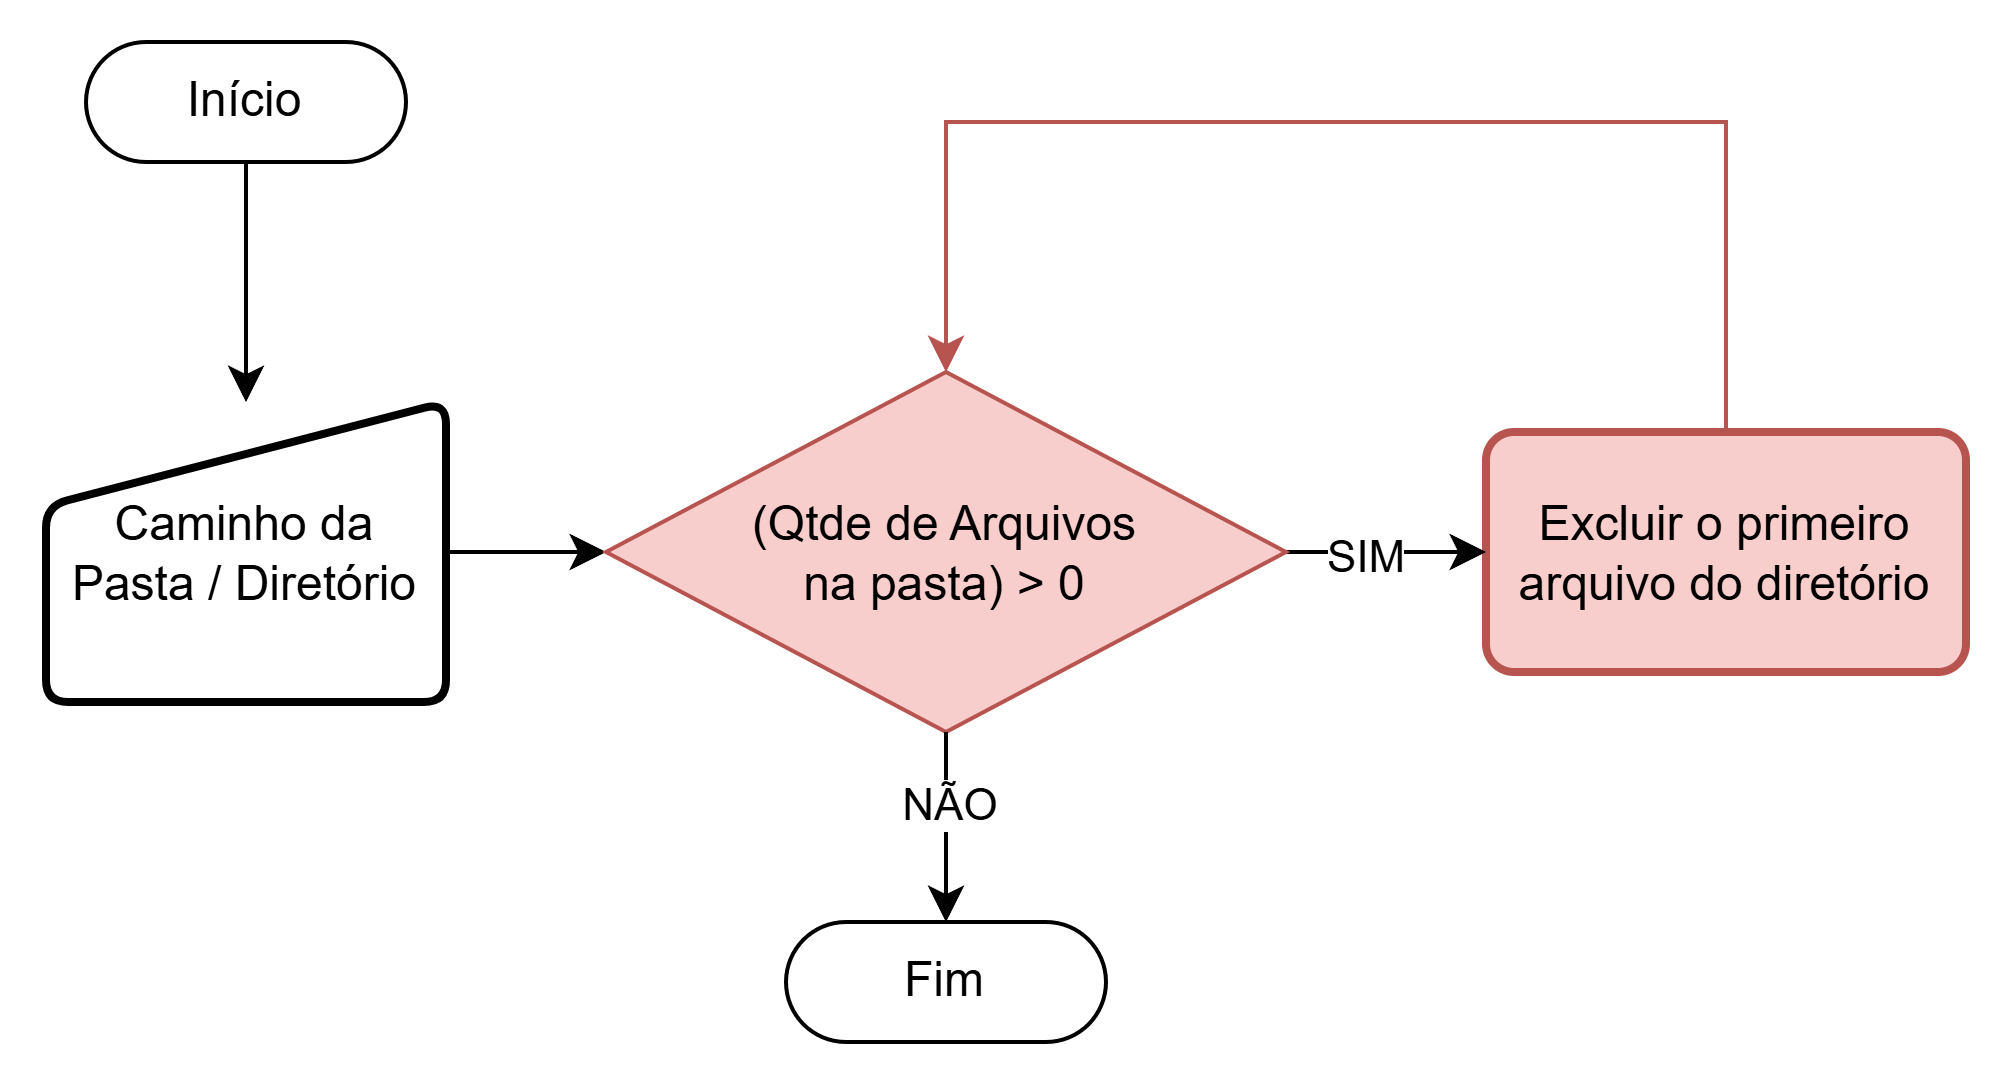 Início
Caminho da
Pasta / Diretório
(Qtde de Arquivos
na pasta) > 0
SIM
Excluir o primeiro
arquivo do diretório
NÃO
Fim